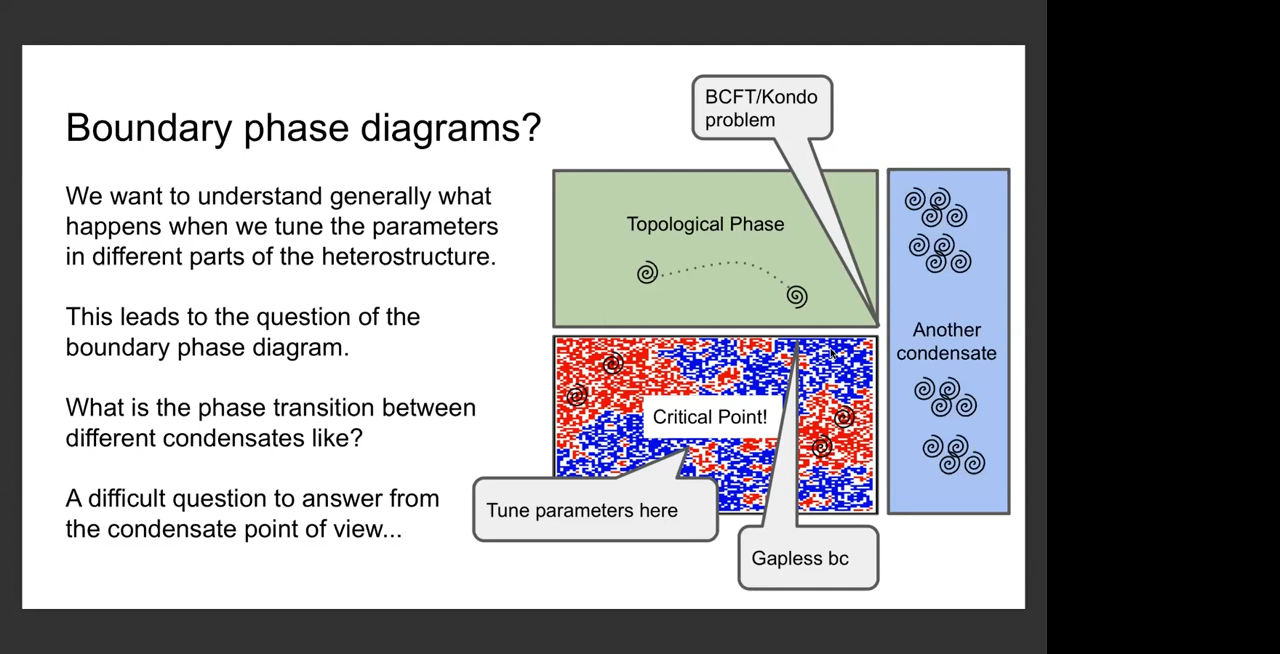 Boundary phase diagrams?
We want to understand generally what
happens when we tune the parameters
in different parts of the heterostructure.
This leads to the question of the
boundary phase diagram.
What is the phase transition between
different condensates like?
A difficult question to answer from
the condensate point of view...
BCFT/Kondo
problem
Topological Phase
Another
condensate
Critical Point!
Tune parameters here
Gapless bc